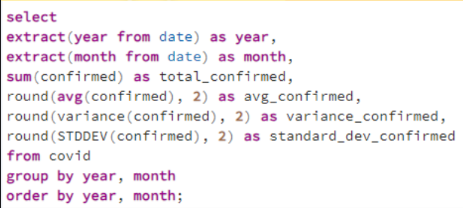 select
extract(year from date) as year,
extract(month from date) as month,
sum(confirmed) as total_confirmed,
round(avg(confirmed), 2) as avg_confirmed,
round(variance(confirmed), 2) as variance_confirmed,
round(STDDEV(confirmed), 2) as standard_dev_confirmed
from covid
group by year, month
order by year, month;